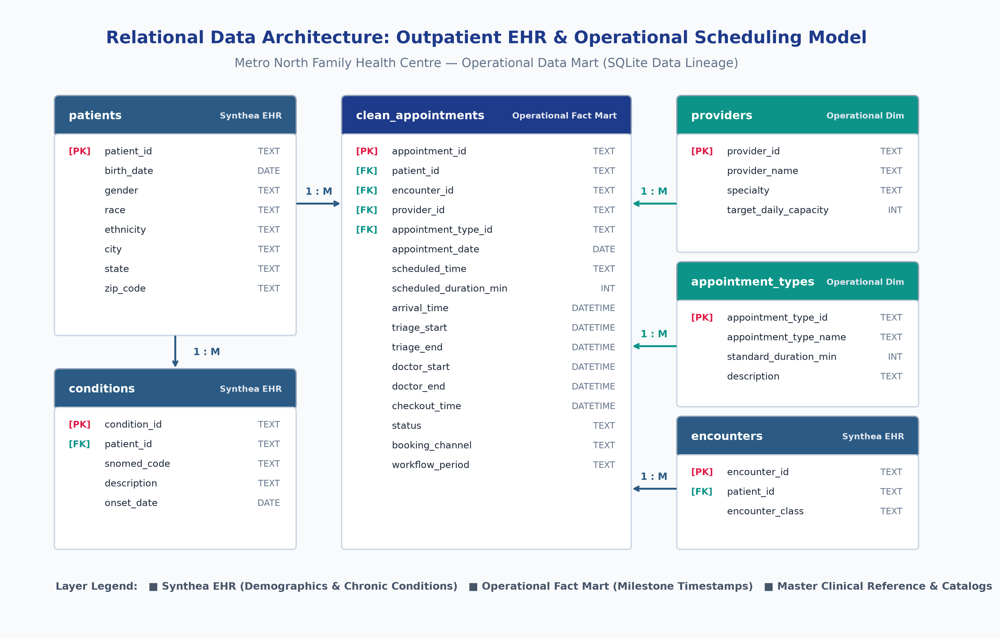 Relational Data Architecture: Outpatient EHR & Operational Scheduling Model
Metro North Family Health Centre — Operational Data Mart (SQLite Data Lineage)
patients Synthea EHR
[PK] patient_id TEXT
birth_date DATE
gender TEXT
race TEXT
ethnicity TEXT
city TEXT
state TEXT
zip_code TEXT
1 : M
1 : M
conditions Synthea EHR
[PK] condition_id TEXT
[FK] patient_id TEXT
snomed_code TEXT
description TEXT
onset_date DATE
clean_appointments Operational Fact Mart
[PK] appointment_id TEXT
[FK] patient_id TEXT
[FK] encounter_id TEXT
[FK] provider_id TEXT
[FK] appointment_type_id TEXT
appointment_date DATE
scheduled_time TEXT
scheduled_duration_min INT
arrival_time DATETIME
triage_start DATETIME
triage_end DATETIME
doctor_start DATETIME
doctor_end DATETIME
checkout_time DATETIME
status TEXT
booking_channel TEXT
workflow_period TEXT
1 : M
1 : M
1 : M
providers Operational Dim
[PK] provider_id TEXT
provider_name TEXT
specialty TEXT
target_daily_capacity INT
appointment_types Operational Dim
[PK] appointment_type_id TEXT
appointment_type_name TEXT
standard_duration_min INT
description TEXT
encounters Synthea EHR
[PK] encounter_id TEXT
[FK] patient_id TEXT
encounter_class TEXT
Layer Legend: ■ Synthea EHR (Demographics & Chronic Conditions) ■ Operational Fact Mart (Milestone Timestamps) ■ Master Clinical Reference & Catalogs